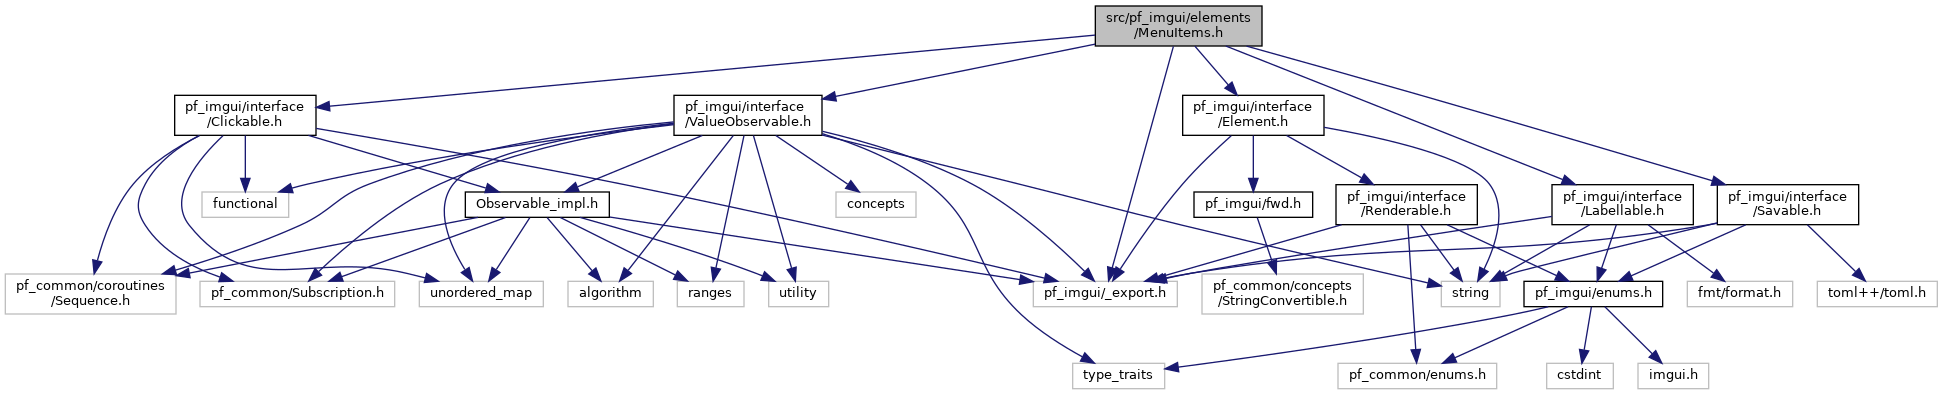 src/pf_imgui/elements
/MenuItems.h
pf_imgui/interface
/Clickable.h
pf_imgui/interface
/ValueObservable.h
pf_imgui/interface
/Element.h
functional
Observable_impl.h
concepts
pf_imgui/fwd.h
pf_imgui/interface
/Renderable.h
pf_imgui/interface
/Labellable.h
pf_imgui/interface
/Savable.h
pf_common/coroutines
/Sequence.h
pf_common/Subscription.h
unordered_map
algorithm
ranges
utility
pf_imgui/_export.h
pf_common/concepts
/StringConvertible.h
string
pf_imgui/enums.h
fmt/format.h
toml++/toml.h
type_traits
pf_common/enums.h
cstdint
imgui.h